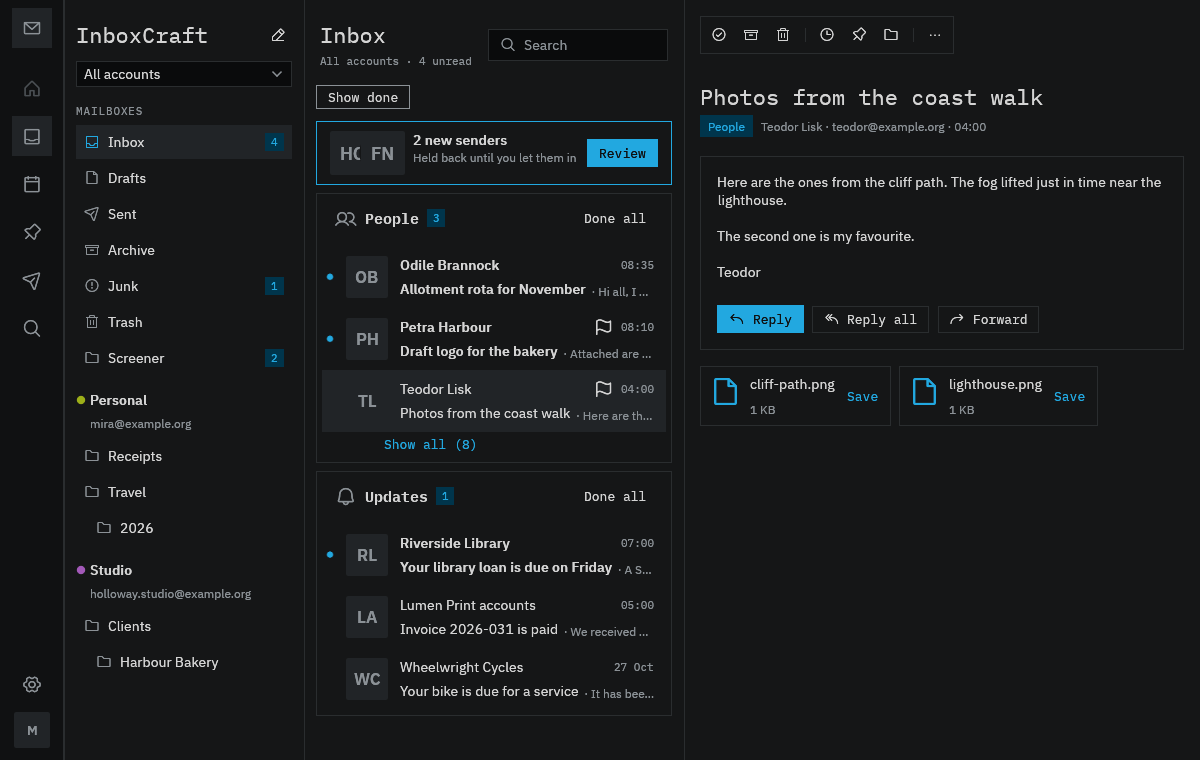 InboxCraft
All accounts
MAILBOXES
Inbox 4
Drafts
Sent
Archive
Junk 1
Trash
Screener 2
Personal
mira@example.org
Receipts
Travel
2026
Studio
holloway.studio@example.org
Clients
Harbour Bakery
M
Inbox
All accounts · 4 unread
Search
Show done
HC FN
2 new senders
Held back until you let them in
Review
People 3
Done all
OB
Odile Brannock 08:35
Allotment rota for November · Hi all, I ...
PH
Petra Harbour 08:10
Draft logo for the bakery · Attached are ...
TL
Teodor Lisk 04:00
Photos from the coast walk · Here are th...
Show all (8)
Updates 1
Done all
RL
Riverside Library 07:00
Your library loan is due on Friday · A S...
LA
Lumen Print accounts 05:00
Invoice 2026-031 is paid · We received ...
WC
Wheelwright Cycles 27 Oct
Your bike is due for a service · It has bee...
Photos from the coast walk
People Teodor Lisk · teodor@example.org · 04:00
Here are the ones from the cliff path. The fog lifted just in time near the
lighthouse.
The second one is my favourite.
Teodor
Reply
Reply all
Forward
cliff-path.png
1 KB
Save
lighthouse.png
1 KB
Save